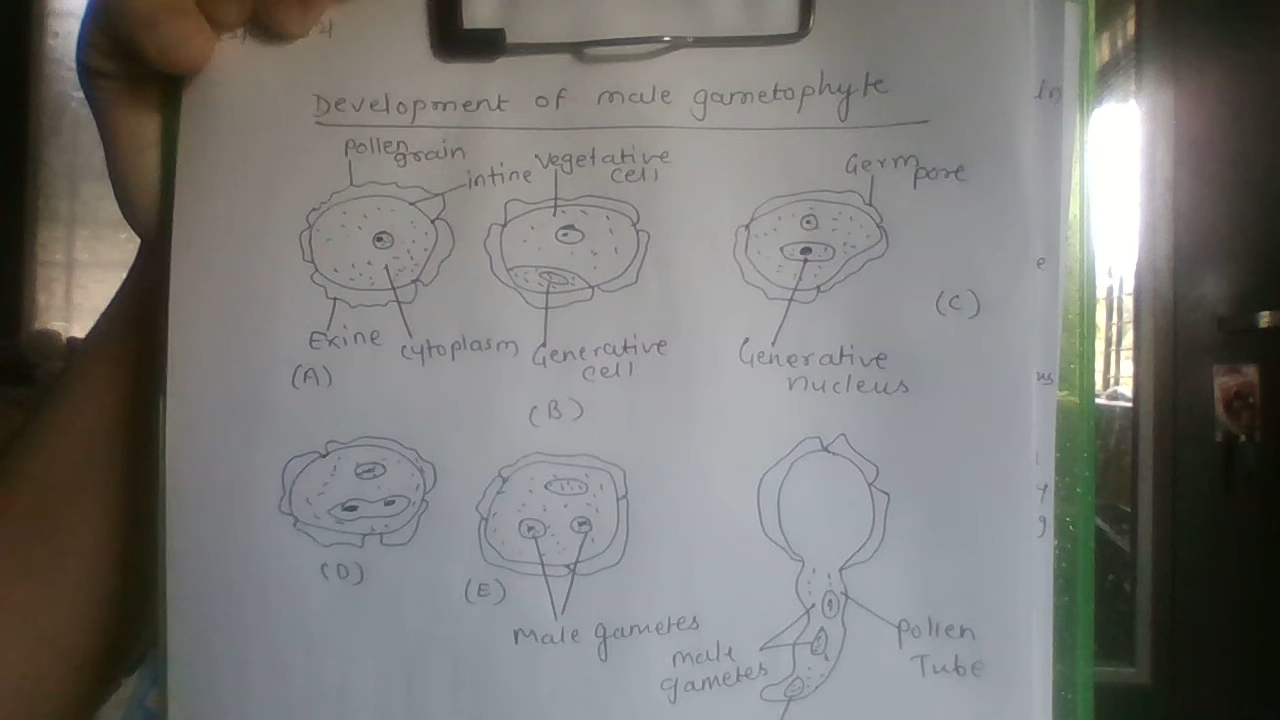 Development of male gametophyte
Pollen
grain
intine
vegetative
cell
Germ
pore
Exine
cytoplasm
Generative
cell
Generative
nucleus
(A)
(B)
(C)
(D)
(E)
male gametes
male
gametes
pollen
Tube